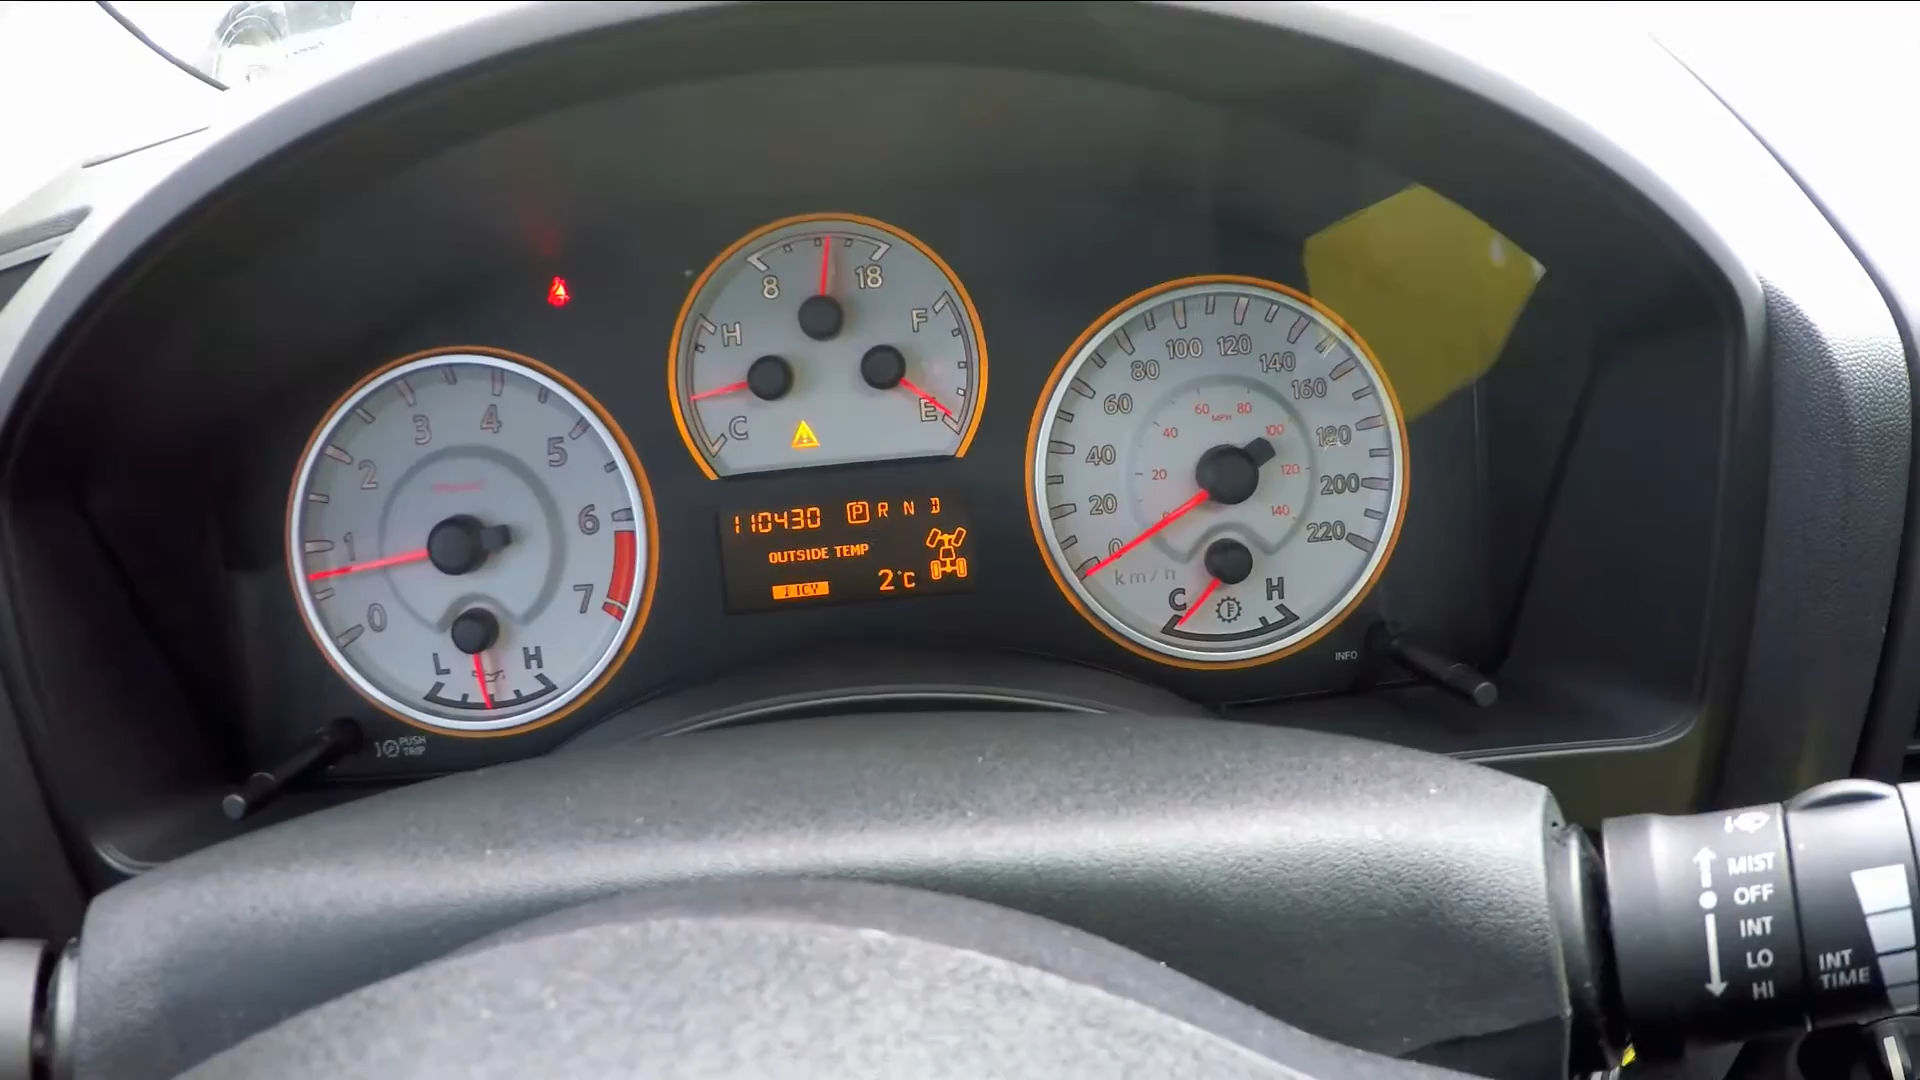 8 18
H F
C E
0 1 2 3 4 5 6 7
L H
110430 P R N D
OUTSIDE TEMP
ICY 2°C
0 20 40 60 80 100 120 140 160 180 200 220
20 40 60 80 100 120 140
MPH
km/h
C H
INFO
PUSH
TRIP
MIST
OFF
INT
LO
HI
INT
TIME